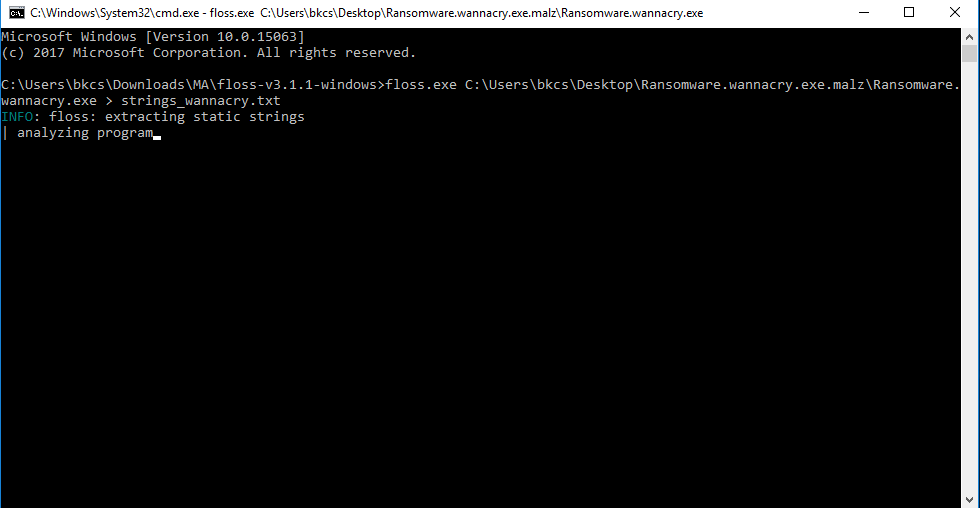 C:\Windows\System32\cmd.exe - floss.exe  C:\Users\bkcs\Desktop\Ransomware.wannacry.exe.malz\Ransomware.wannacry.exe
Microsoft Windows [Version 10.0.15063]
(c) 2017 Microsoft Corporation. All rights reserved.
C:\Users\bkcs\Downloads\MA\floss-v3.1.1-windows>floss.exe C:\Users\bkcs\Desktop\Ransomware.wannacry.exe.malz\Ransomware.
wannacry.exe > strings_wannacry.txt
INFO: floss: extracting static strings
| analyzing program